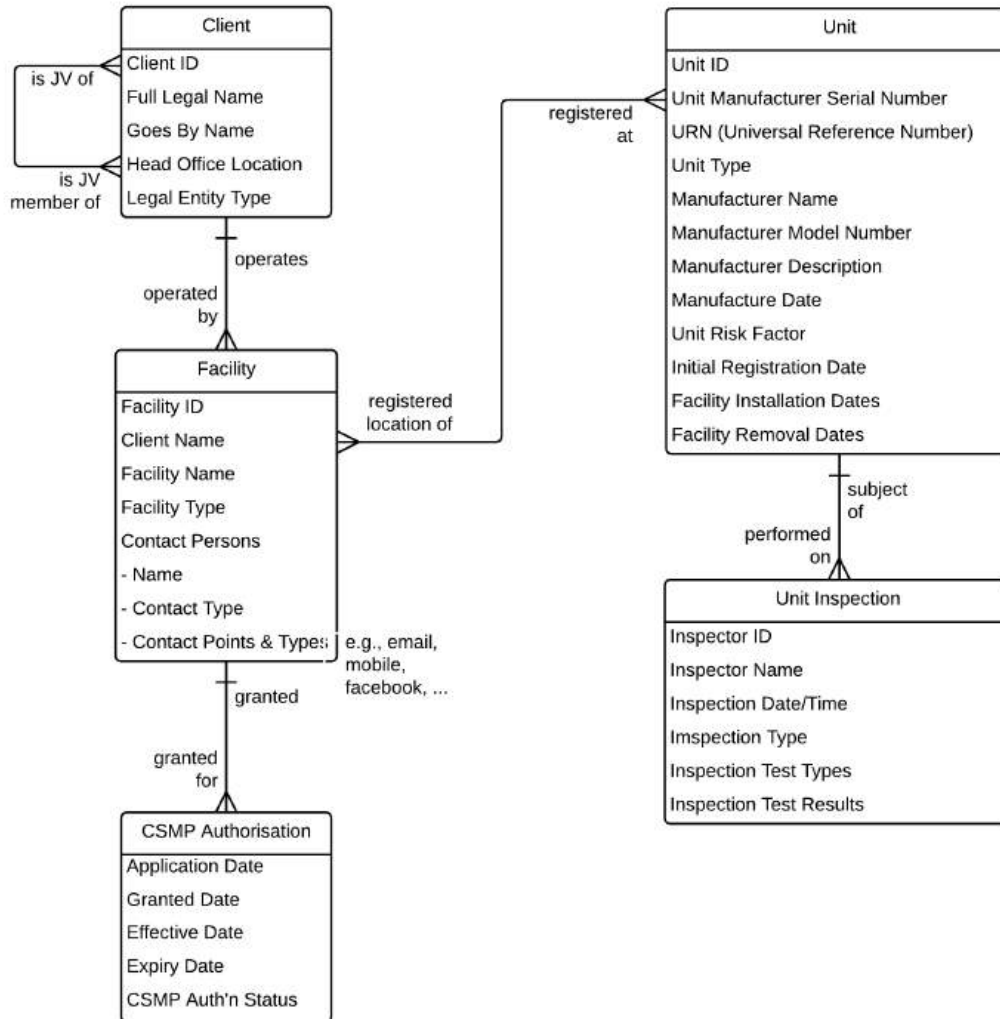 Client
Client ID
Full Legal Name
Goes By Name
Head Office Location
Legal Entity Type
is JV of
is JV
member of
operates
operated
by
Facility
Facility ID
Client Name
Facility Name
Facility Type
Contact Persons
- Name
- Contact Type
- Contact Points & Types
e.g., email,
mobile,
facebook, ...
registered
location of
registered
at
granted
granted
for
CSMP Authorisation
Application Date
Granted Date
Effective Date
Expiry Date
CSMP Auth'n Status
Unit
Unit ID
Unit Manufacturer Serial Number
URN (Universal Reference Number)
Unit Type
Manufacturer Name
Manufacturer Model Number
Manufacturer Description
Manufacture Date
Unit Risk Factor
Initial Registration Date
Facility Installation Dates
Facility Removal Dates
subject
of
performed
on
Unit Inspection
Inspector ID
Inspector Name
Inspection Date/Time
Imspection Type
Inspection Test Types
Inspection Test Results